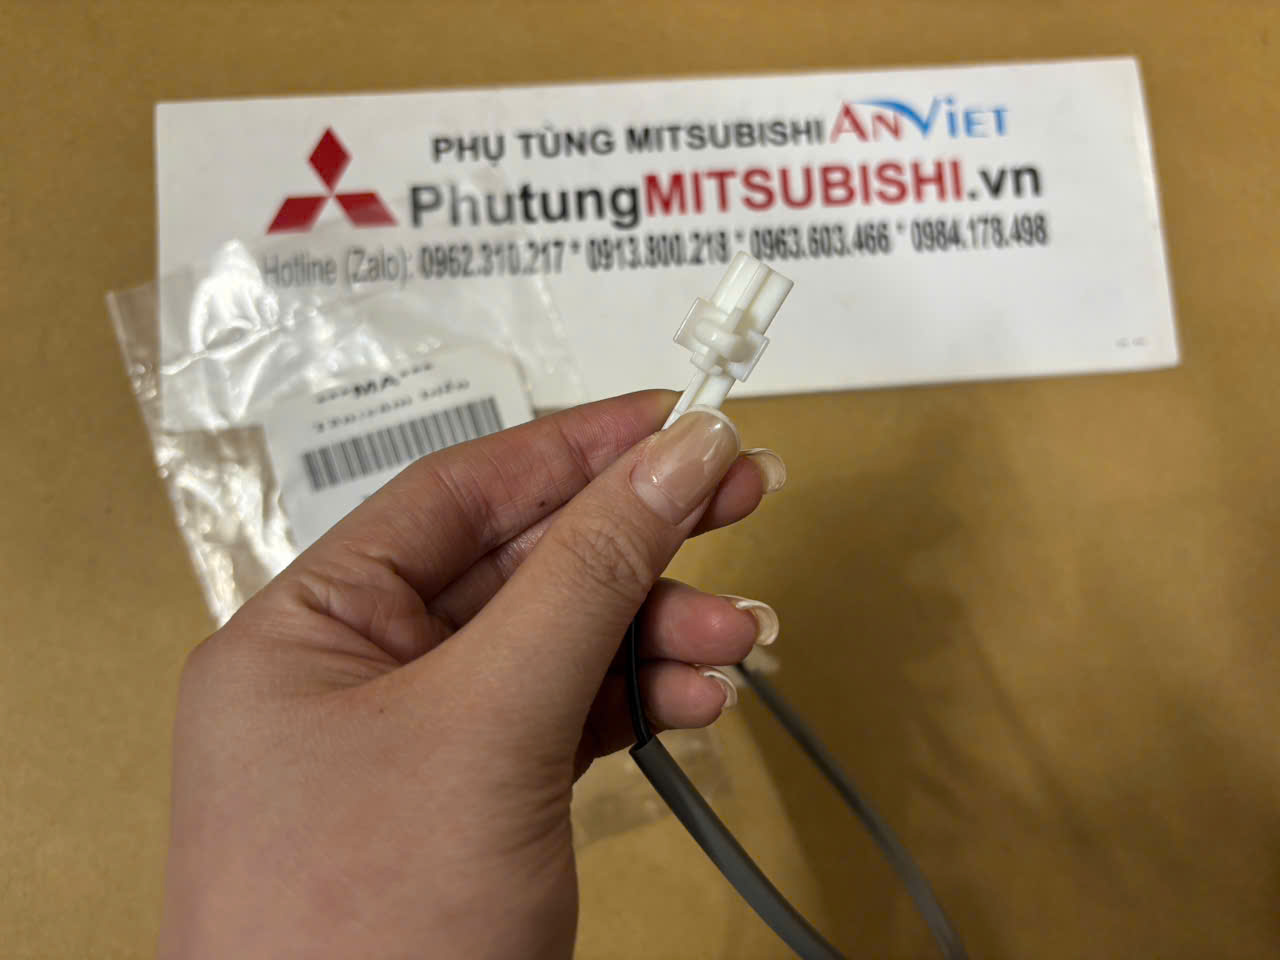 PHỤ TÙNG MITSUBISHI ANVIET
PhutungMITSUBISHI.vn
Hotline (Zalo): 0962.310.217 * 0913.800.218 * 0963.603.466 * 0984.178.498
***MA***